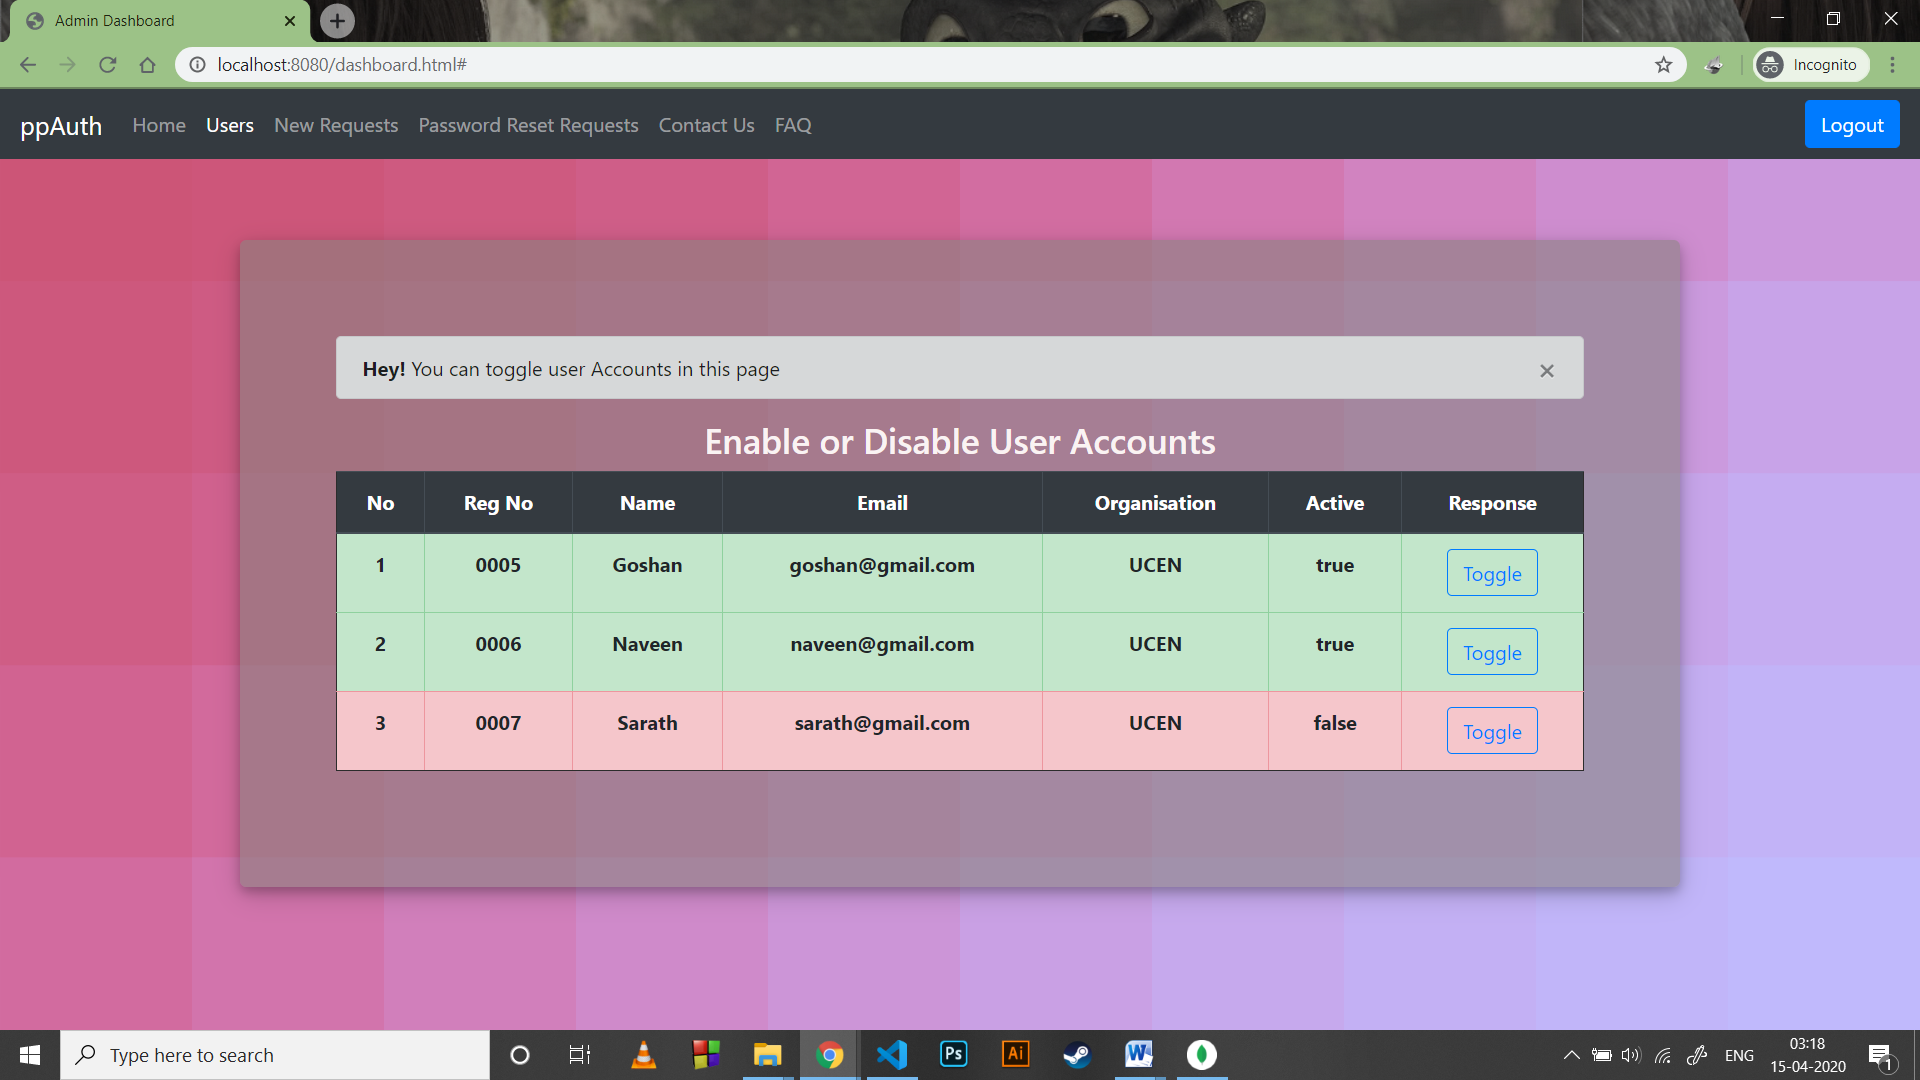 Admin Dashboard
localhost:8080/dashboard.html#
Incognito
ppAuth Home Users New Requests Password Reset Requests Contact Us FAQ Logout
Hey! You can toggle user Accounts in this page ×
Enable or Disable User Accounts
No Reg No Name Email Organisation Active Response
1 0005 Goshan goshan@gmail.com UCEN true Toggle
2 0006 Naveen naveen@gmail.com UCEN true Toggle
3 0007 Sarath sarath@gmail.com UCEN false Toggle
Type here to search
Ps
Ai
W
ENG
03:18
15-04-2020
1